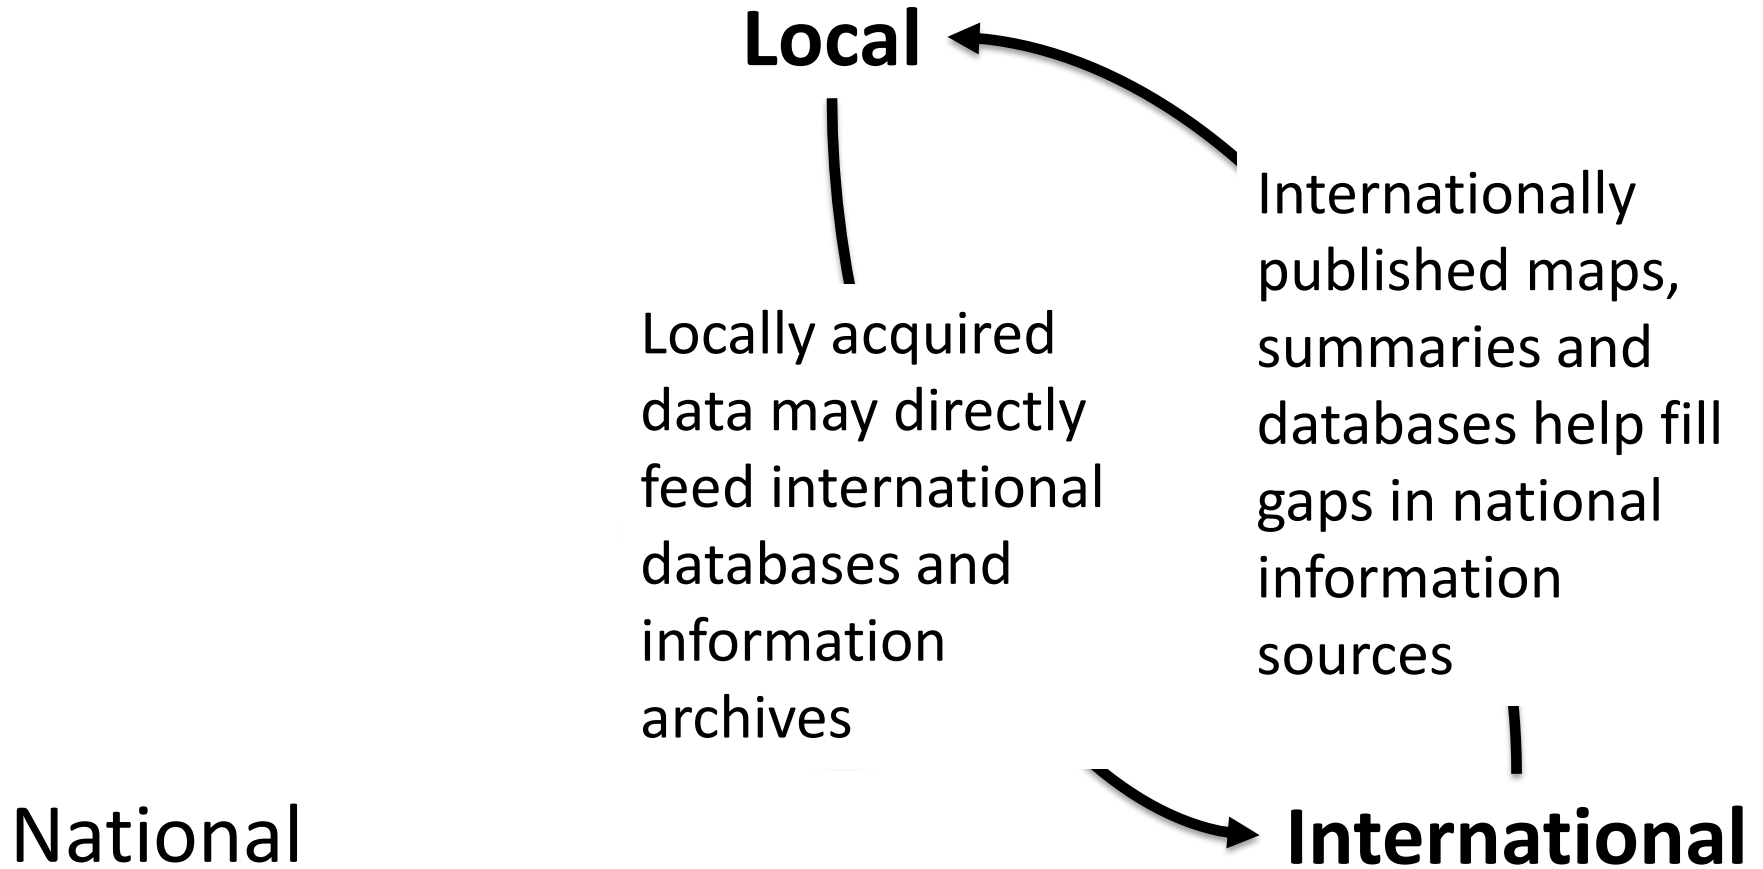 Local
Locally acquired
data may directly
feed international
databases and
information
archives
Internationally
published maps,
summaries and
databases help fill
gaps in national
information
sources
National
International